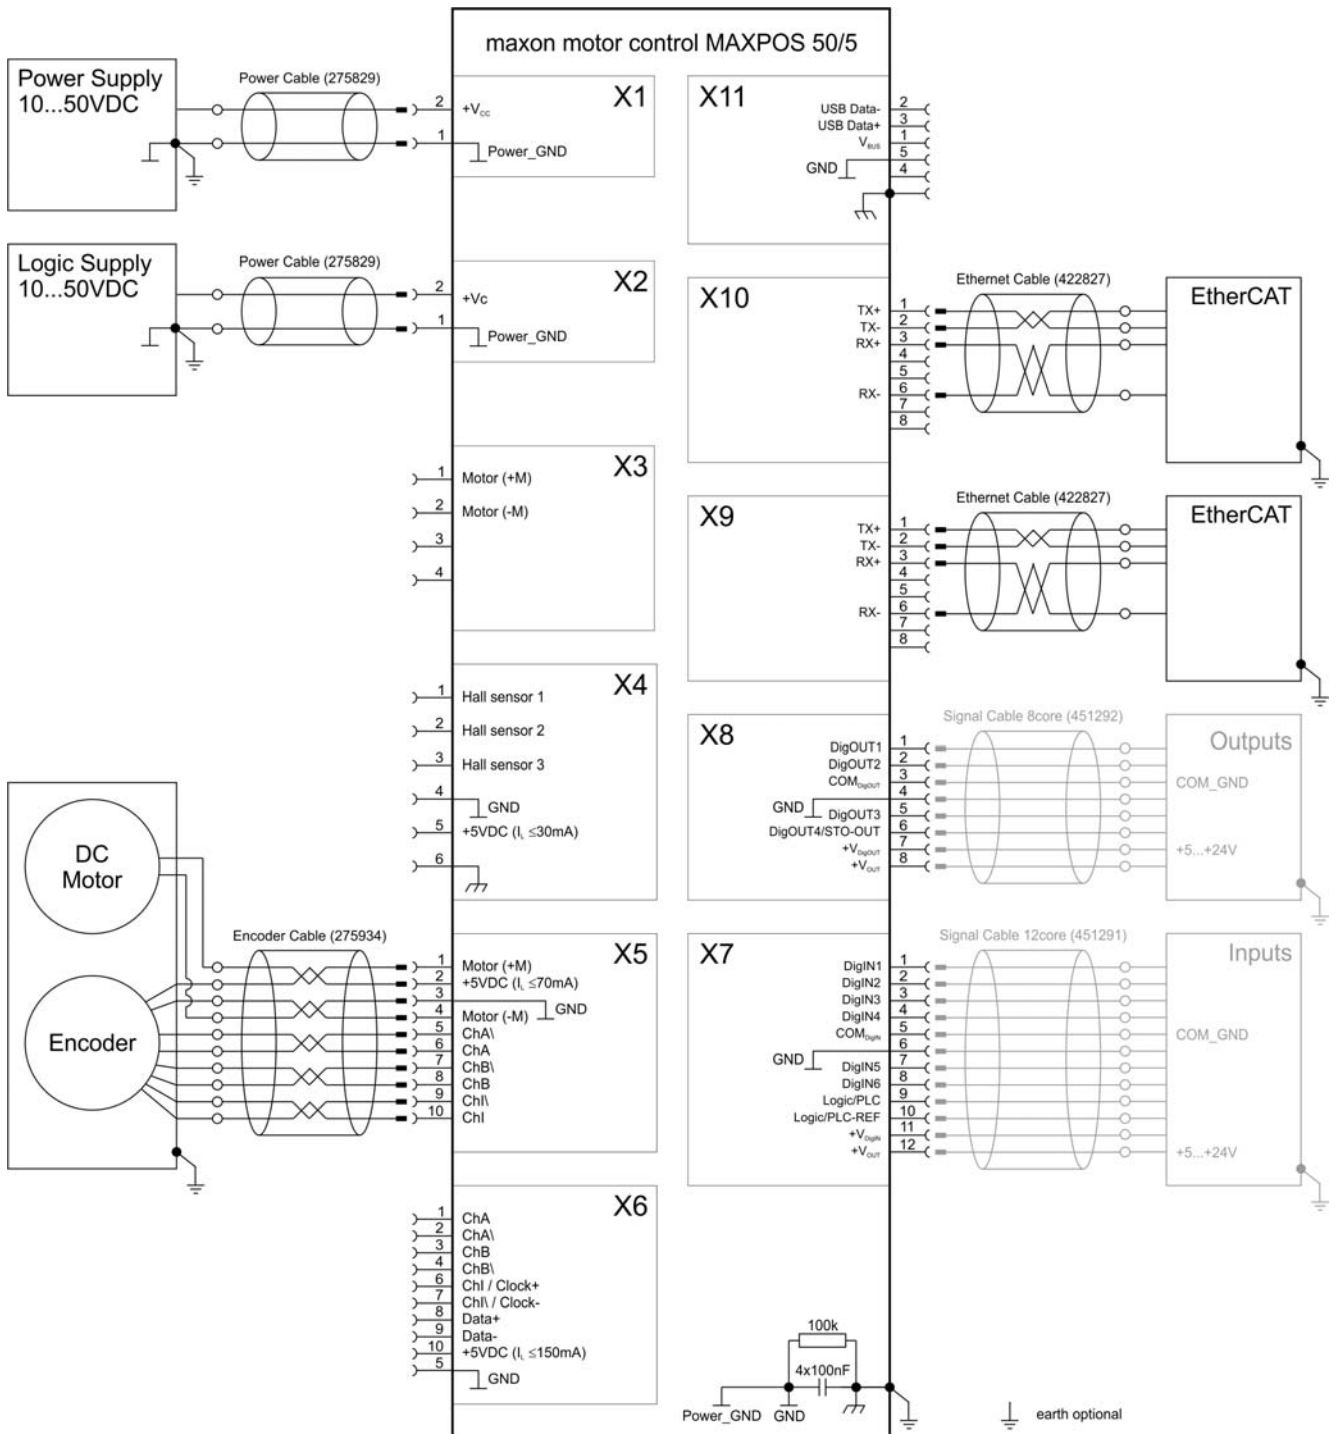 maxon motor control MAXPOS 50/5
Power Supply
10...50VDC
Power Cable (275829)
2
+Vcc
1
Power_GND
X1
Logic Supply
10...50VDC
Power Cable (275829)
2
+Vc
1
Power_GND
X2
X3
1
Motor (+M)
2
Motor (-M)
3
4
X4
1
Hall sensor 1
2
Hall sensor 2
3
Hall sensor 3
4
GND
5
+5VDC (IL ≤30mA)
6
DC
Motor
Encoder
Encoder Cable (275934)
X5
1
Motor (+M)
2
+5VDC (IL ≤70mA)
3
GND
4
Motor (-M)
5
ChA\
6
ChA
7
ChB\
8
ChB
9
ChI\
10
ChI
X6
1
ChA
2
ChA\
3
ChB
4
ChB\
6
ChI / Clock+
7
ChI\ / Clock-
8
Data+
9
Data-
10
+5VDC (IL ≤150mA)
5
GND
X11
USB Data-
2
USB Data+
3
VBUS
1
GND
5
4
X10
TX+
1
TX-
2
RX+
3
4
5
RX-
6
7
8
Ethernet Cable (422827)
EtherCAT
X9
TX+
1
TX-
2
RX+
3
4
5
RX-
6
7
8
Ethernet Cable (422827)
EtherCAT
X8
DigOUT1
1
DigOUT2
2
COMDigOUT
3
GND
4
DigOUT3
5
DigOUT4/STO-OUT
6
+VDigOUT
7
+VOUT
8
Signal Cable 8core (451292)
Outputs
COM_GND
+5...+24V
X7
DigIN1
1
DigIN2
2
DigIN3
3
DigIN4
4
COMDigIN
5
GND
6
DigIN5
7
DigIN6
8
Logic/PLC
9
Logic/PLC-REF
10
+VDigIN
11
+VOUT
12
Signal Cable 12core (451291)
Inputs
COM_GND
+5...+24V
100k
4x100nF
Power_GND
GND
earth optional